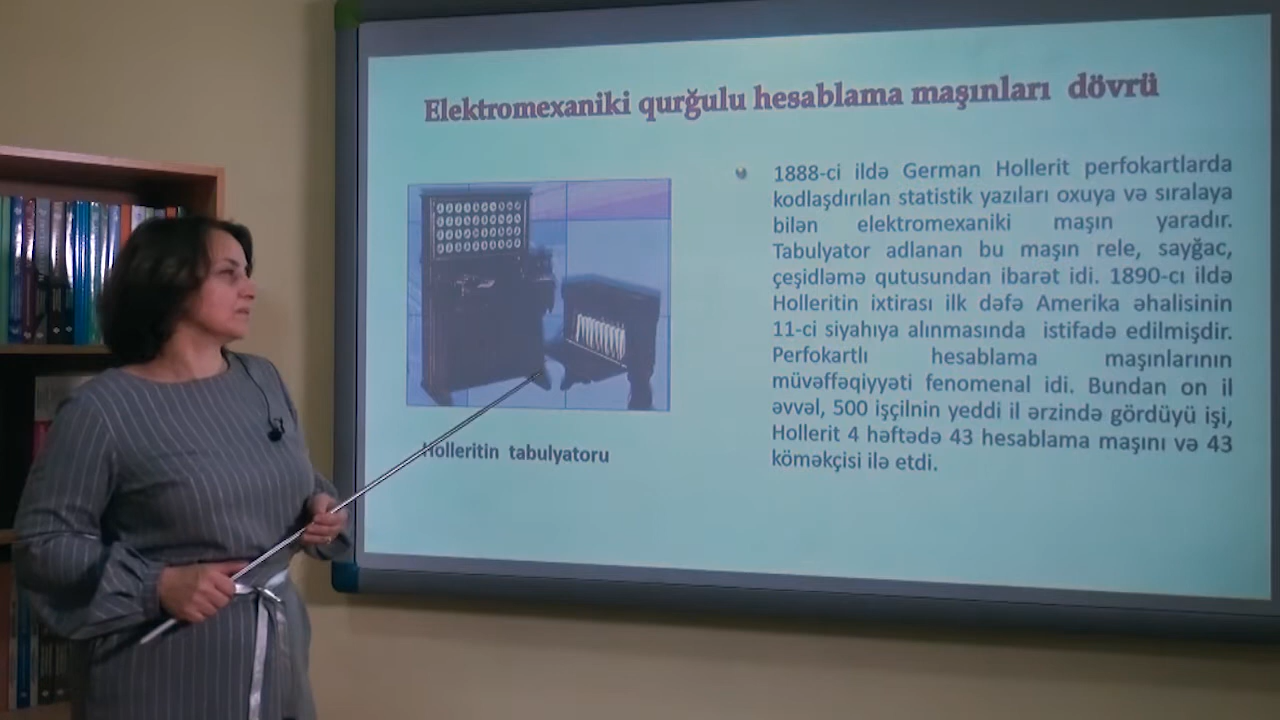 Elektromexaniki qurğulu hesablama maşınları dövrü
1888-ci ildə German Hollerit perfokartlarda
kodlaşdırılan statistik yazıları oxuya və sıralaya
bilən elektromexaniki maşın yaradır.
Tabulyator adlanan bu maşın rele, sayğac,
çeşidləmə qutusundan ibarət idi. 1890-cı ildə
Holleritin ixtirası ilk dəfə Amerika əhalisinin
11-ci siyahıya alınmasında istifadə edilmişdir.
Perfokartlı hesablama maşınlarının
müvəffəqiyyəti fenomenal idi. Bundan on il
əvvəl, 500 işçilnin yeddi il ərzində gördüyü işi,
Hollerit 4 həftədə 43 hesablama maşını və 43
köməkçisi ilə etdi.
Holleritin tabulyatoru